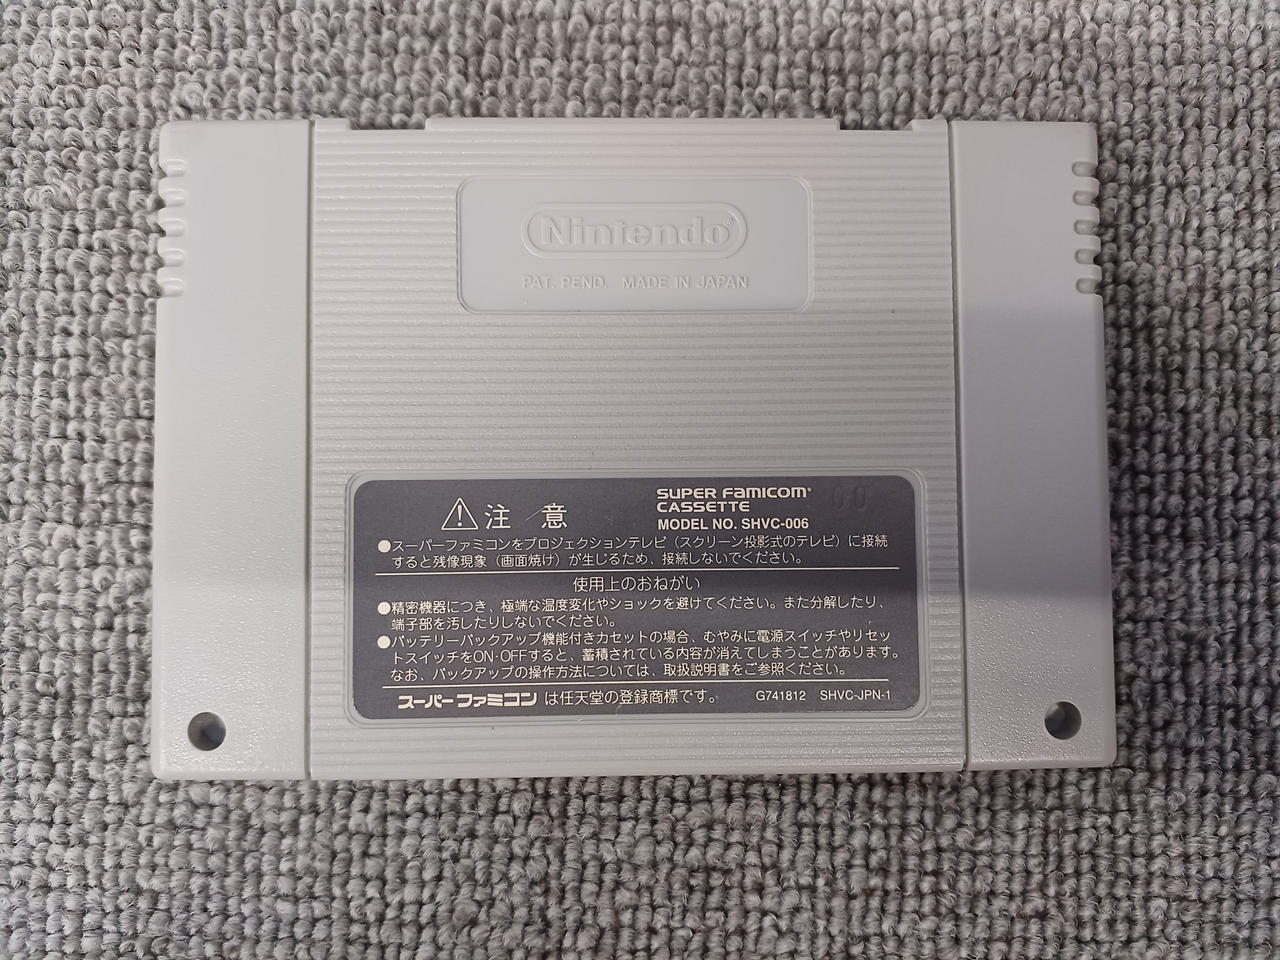 Nintendo
PAT. PEND. MADE IN JAPAN
⚠注意
SUPER FAMICOM®
CASSETTE
MODEL NO. SHVC-006
00
●スーパーファミコンをプロジェクションテレビ（スクリーン投影式のテレビ）に接続
すると残像現象（画面焼け）が生じるため、接続しないでください。
使用上のおねがい
●精密機器につき、極端な温度変化やショックを避けてください。また分解したり、
端子部を汚したりしないでください。
●バッテリーバックアップ機能付きカセットの場合、むやみに電源スイッチやリセッ
トスイッチをON・OFFすると、蓄積されている内容が消えてしまうことがあります。
なお、バックアップの操作方法については、取扱説明書をご参照ください。
スーパーファミコンは任天堂の登録商標です。 G741812 SHVC-JPN-1